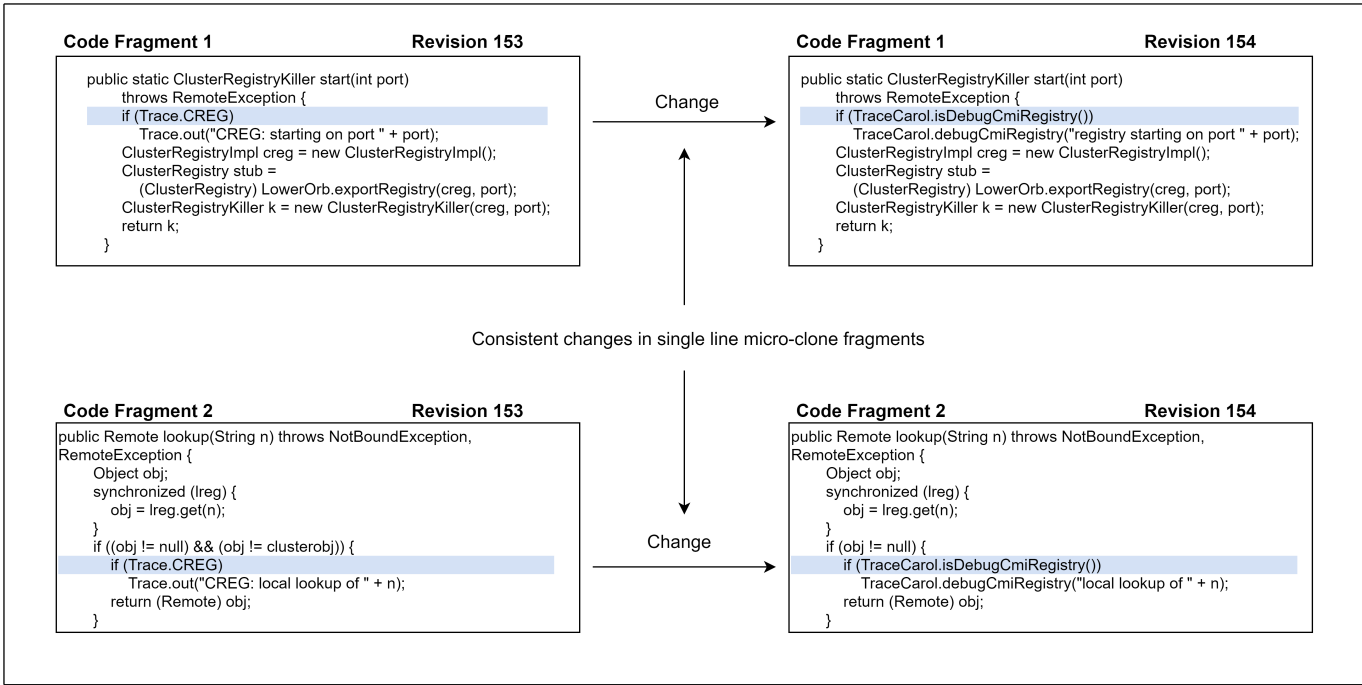 Code Fragment 1 Revision 153
public static ClusterRegistryKiller start(int port)
throws RemoteException {
if (Trace.CREG)
Trace.out("CREG: starting on port " + port);
ClusterRegistryImpl creg = new ClusterRegistryImpl();
ClusterRegistry stub =
(ClusterRegistry) LowerOrb.exportRegistry(creg, port);
ClusterRegistryKiller k = new ClusterRegistryKiller(creg, port);
return k;
}
Change
Code Fragment 1 Revision 154
public static ClusterRegistryKiller start(int port)
throws RemoteException {
if (TraceCarol.isDebugCmiRegistry())
TraceCarol.debugCmiRegistry("registry starting on port " + port);
ClusterRegistryImpl creg = new ClusterRegistryImpl();
ClusterRegistry stub =
(ClusterRegistry) LowerOrb.exportRegistry(creg, port);
ClusterRegistryKiller k = new ClusterRegistryKiller(creg, port);
return k;
}
Consistent changes in single line micro-clone fragments
Code Fragment 2 Revision 153
public Remote lookup(String n) throws NotBoundException,
RemoteException {
Object obj;
synchronized (lreg) {
obj = lreg.get(n);
}
if ((obj != null) && (obj != clusterobj)) {
if (Trace.CREG)
Trace.out("CREG: local lookup of " + n);
return (Remote) obj;
}
Change
Code Fragment 2 Revision 154
public Remote lookup(String n) throws NotBoundException,
RemoteException {
Object obj;
synchronized (lreg) {
obj = lreg.get(n);
}
if (obj != null) {
if (TraceCarol.isDebugCmiRegistry())
TraceCarol.debugCmiRegistry("local lookup of " + n);
return (Remote) obj;
}